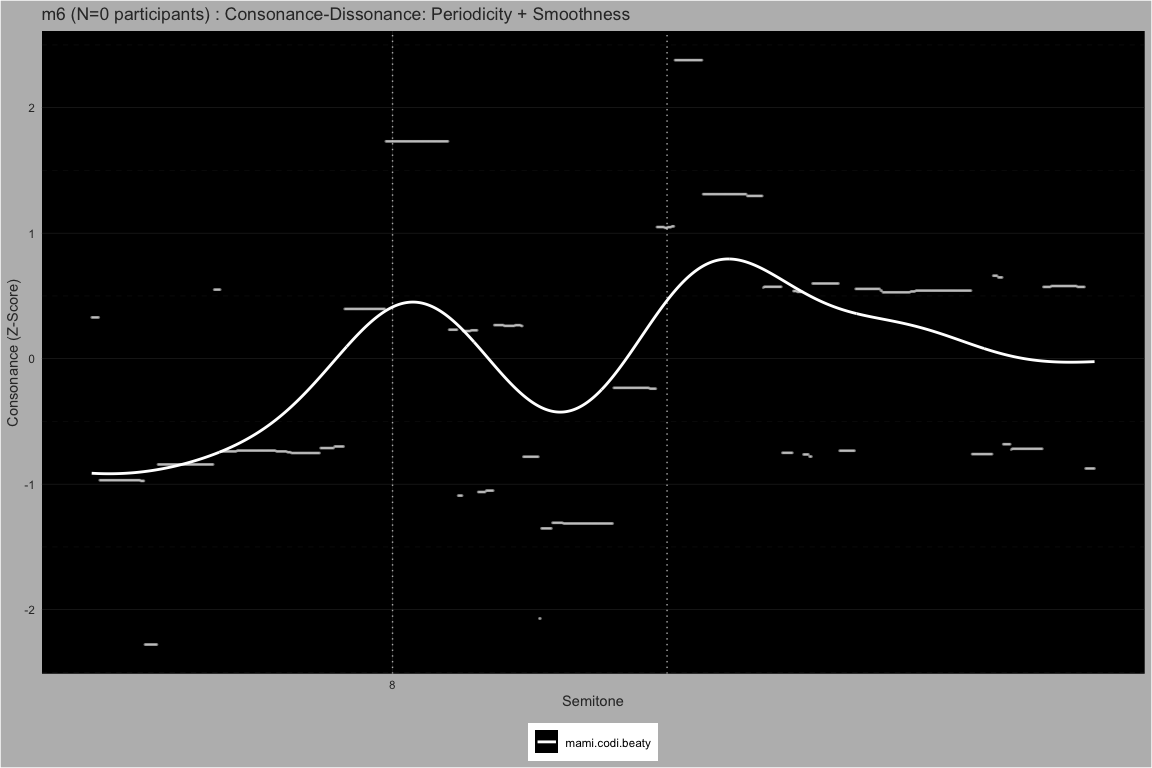 m6 (N=0 participants) : Consonance-Dissonance: Periodicity + Smoothness
Consonance (Z-Score)
2
1
0
-1
-2
8
Semitone
mami.codi.beaty